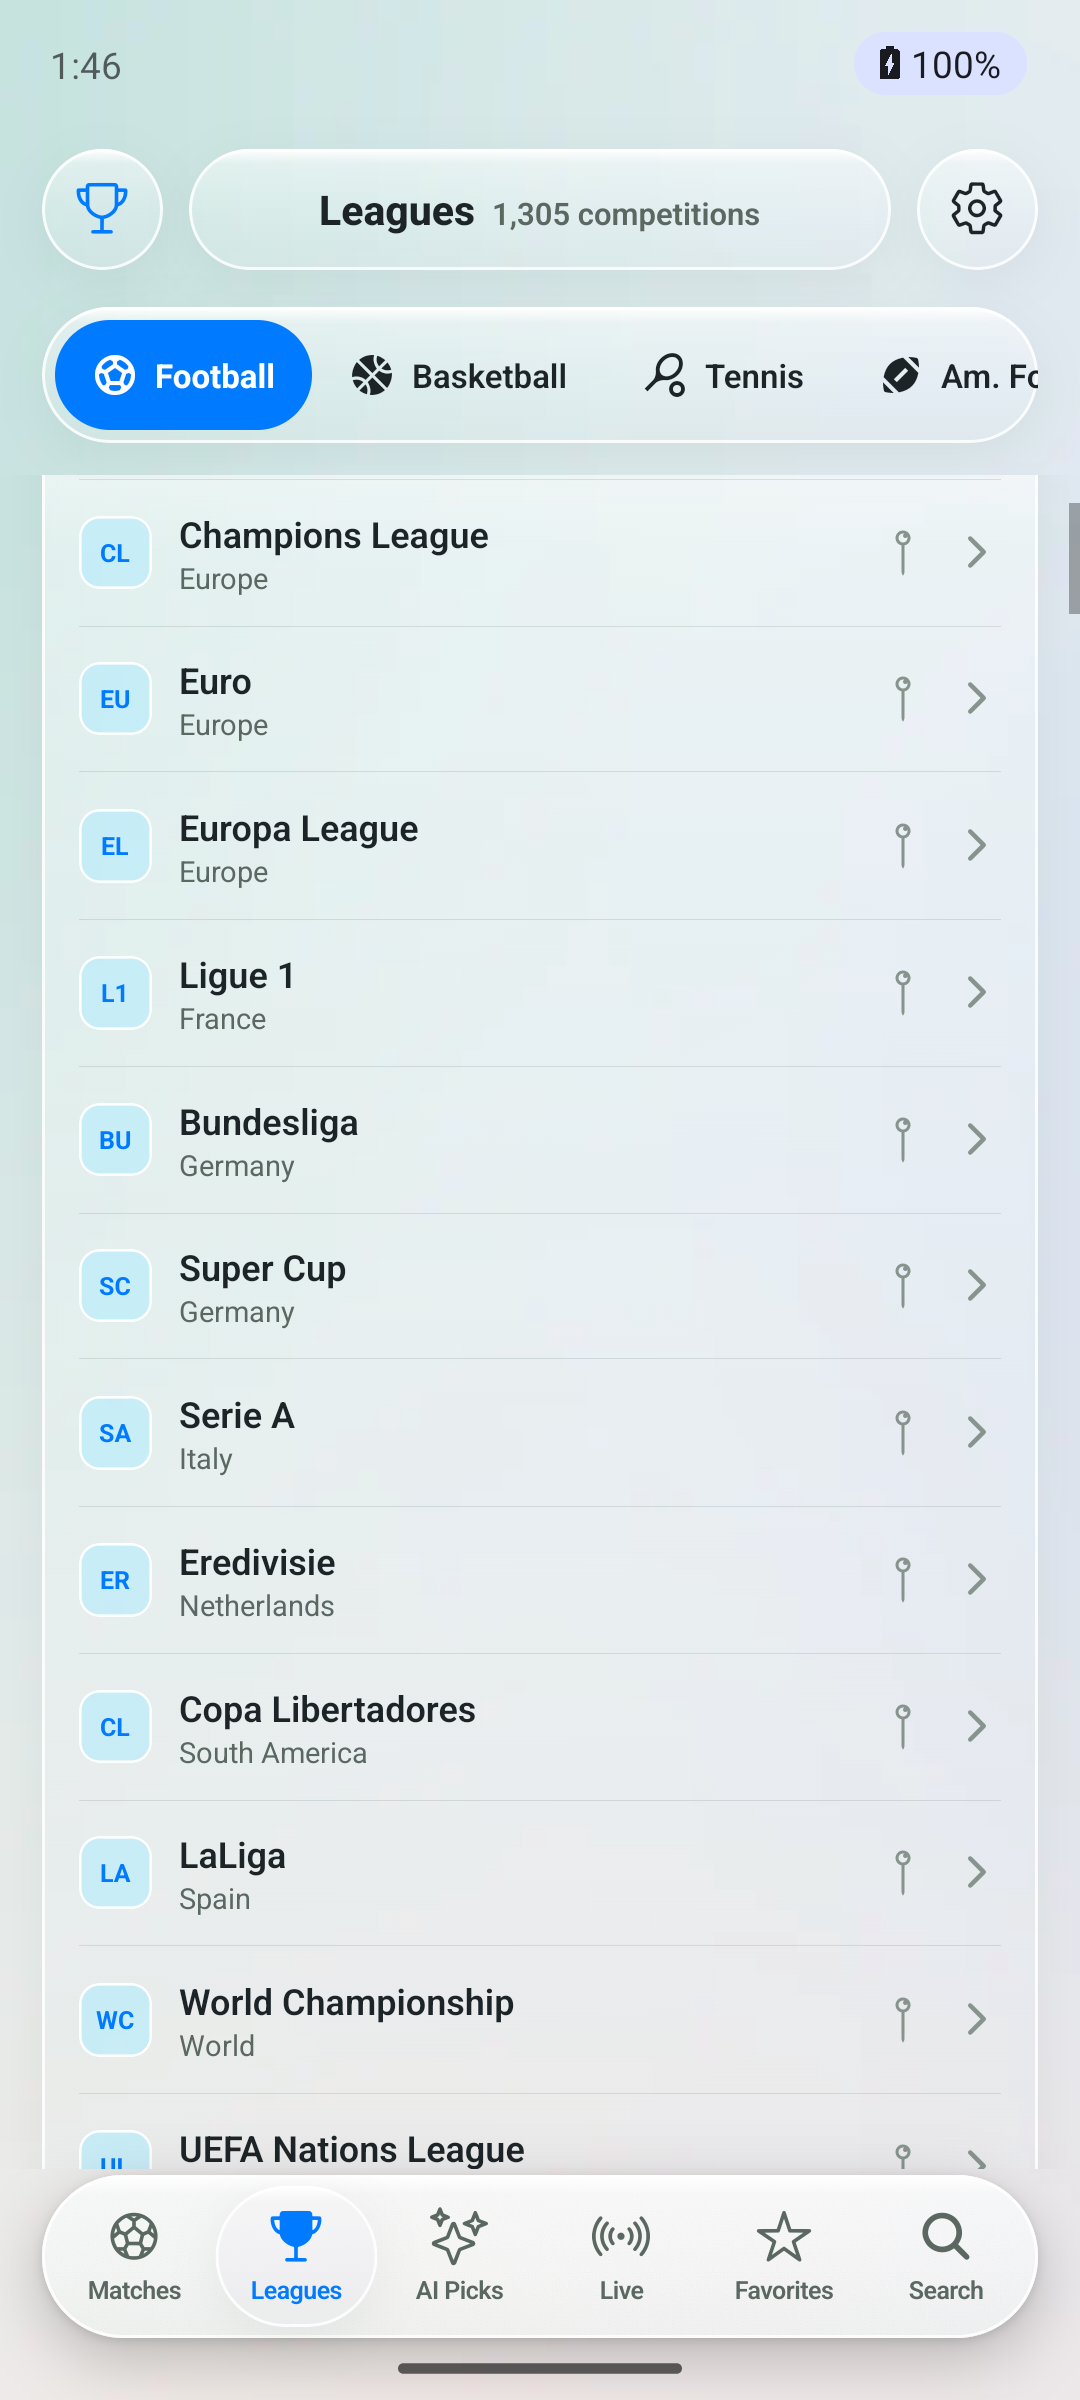 1:46
100%
Leagues 1,305 competitions
Football
Basketball
Tennis
Am. Fo
CL
Champions League
Europe
EU
Euro
Europe
EL
Europa League
Europe
L1
Ligue 1
France
BU
Bundesliga
Germany
SC
Super Cup
Germany
SA
Serie A
Italy
ER
Eredivisie
Netherlands
CL
Copa Libertadores
South America
LA
LaLiga
Spain
WC
World Championship
World
UEFA Nations League
Matches
Leagues
AI Picks
Live
Favorites
Search